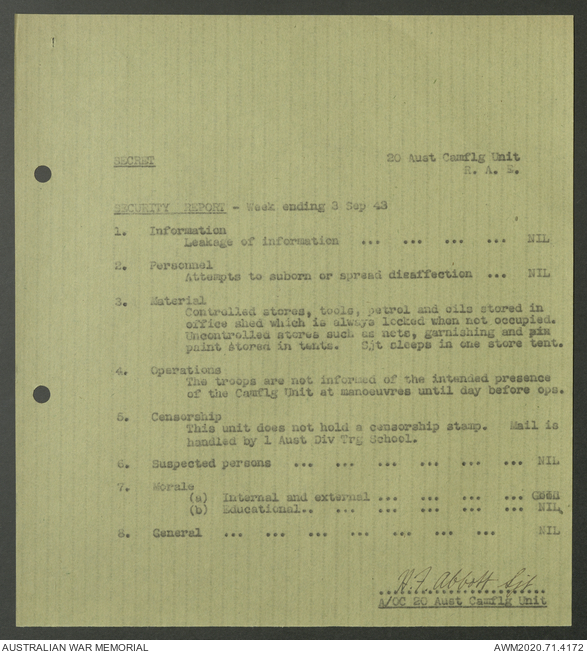 SECRET
20 Aust Camflg Unit
R. A. E.
SECURITY REPORT - Week ending 3 Sep 43
1. Information
Leakage of information ... ... ... ... NIL
2. Personnel
Attempts to suborn or spread disaffection ... NIL
3. Material
Controlled stores, tools, petrol and oils stored in
office shed which is always locked when not occupied.
Uncontrolled stores such as nets, garnishing and
paint stored in tents. Sjt sleeps in one store tent.
4. Operations
The troops are not informed of the intended presence
of the Camflg Unit at manoeuvres until day before ops.
5. Censorship
This unit does not hold a censorship stamp. Mail is
handled by 1 Aust Div Trg School.
6. Suspected persons ... ... ... ... ... ... NIL
7. Morale
(a) Internal and external ... ... ... ... Good
(b) Educational.. ... ... ... ... ... NIL
8. General ... ... ... ... ... ... ... NIL
H.F. Abbott Sjt
A/OC 20 Aust Camflg Unit
AUSTRALIAN WAR MEMORIAL
AWM2020.71.4172